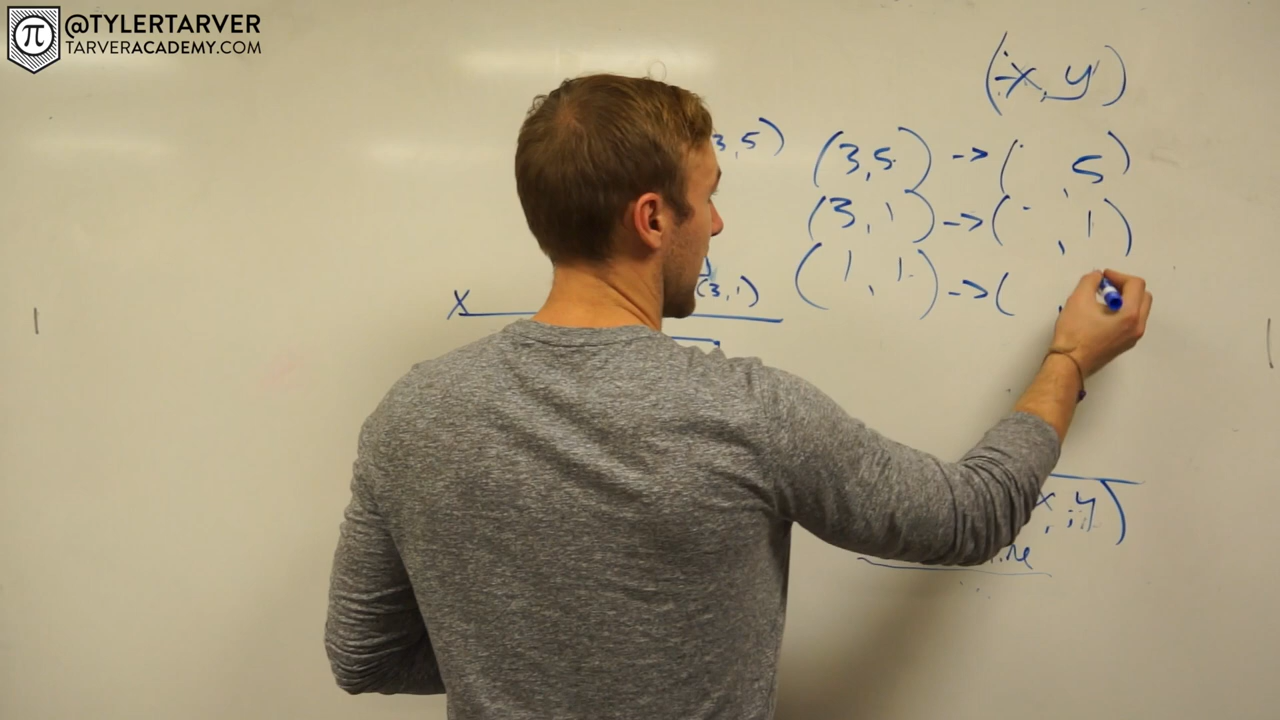 @TYLERTARVER
TARVERACADEMY.COM
(-x, y)
3,5)
(3,5) -> ( , 5)
(3, 1) -> (- , 1)
(1, 1) -> ( ,
(3,1)
X
x, y)